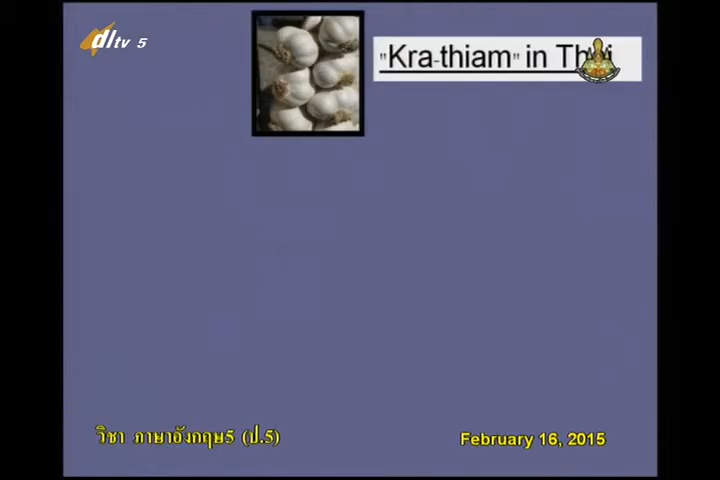 dltv 5
"Kra-thiam" in Thai
วิชา ภาษาอังกฤษ5 (ป.5)
February 16, 2015